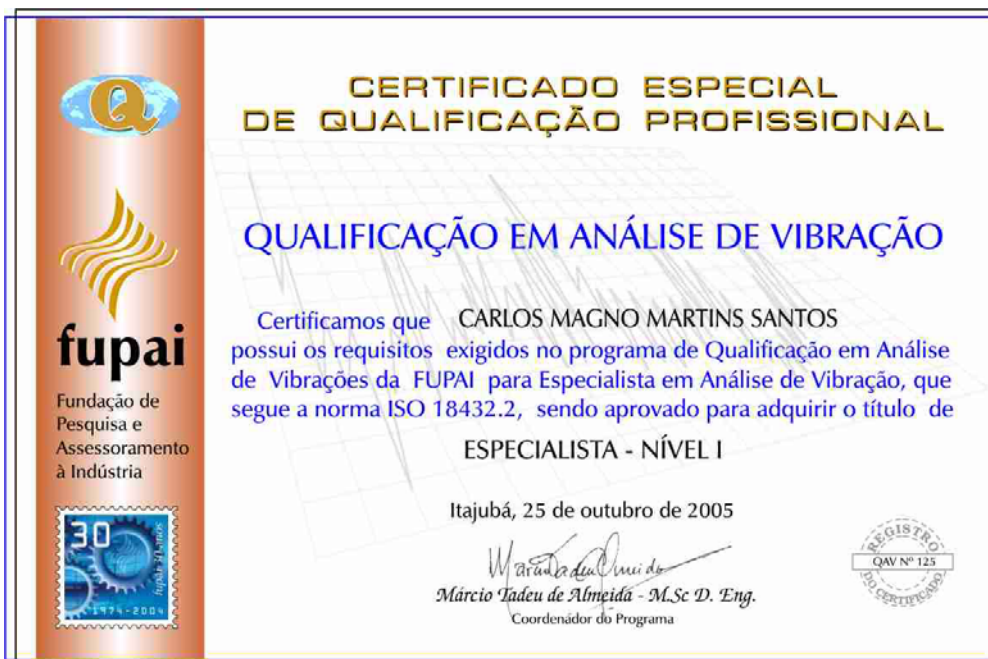 Q
CERTIFICADO ESPECIAL
DE QUALIFICAÇÃO PROFISSIONAL
QUALIFICAÇÃO EM ANÁLISE DE VIBRAÇÃO
Certificamos que CARLOS MAGNO MARTINS SANTOS
possui os requisitos exigidos no programa de Qualificação em Análise
de Vibrações da FUPAI para Especialista em Análise de Vibração, que
segue a norma ISO 18432.2, sendo aprovado para adquirir o título de
ESPECIALISTA - NÍVEL I
Itajubá, 25 de outubro de 2005
Márcio Tadeu de Almeida - M.Sc D. Eng.
Coordenádor do Programa
fupai
Fundação de
Pesquisa e
Assessoramento
à Indústria
30
fupai 30 anos
1974-2004
REGISTRO
QAV Nº 125
DO CERTIFICADO